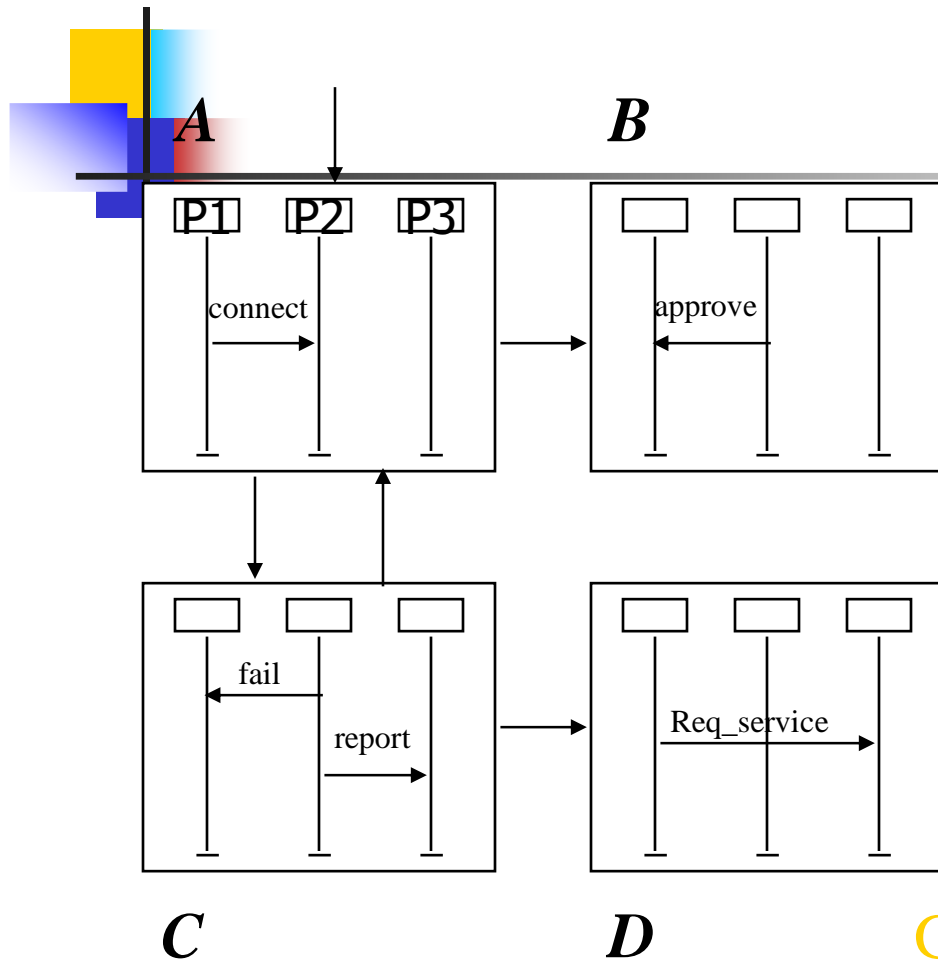 A B
P1 P2 P3
connect approve
fail
report Req_service
C D